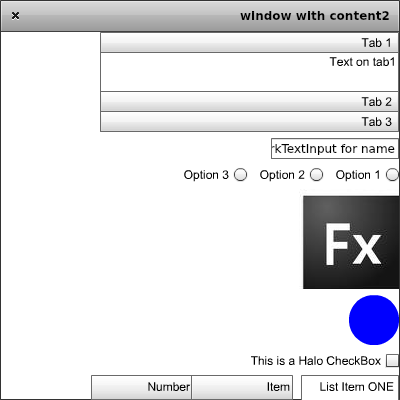 window with content2
Tab 1
Text on tab1
Tab 2
Tab 3
rkTextInput for name
Option 3 Option 2 Option 1
Fx
This is a Halo CheckBox
Number Item List Item ONE